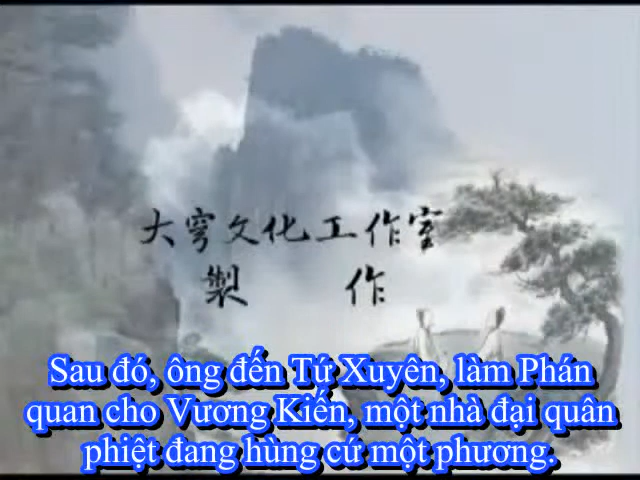 大穹文化工作室
製 作
Sau đó, ông đến Tứ Xuyên, làm Phán
quan cho Vương Kiến, một nhà đại quân
phiệt đang hùng cứ một phương.